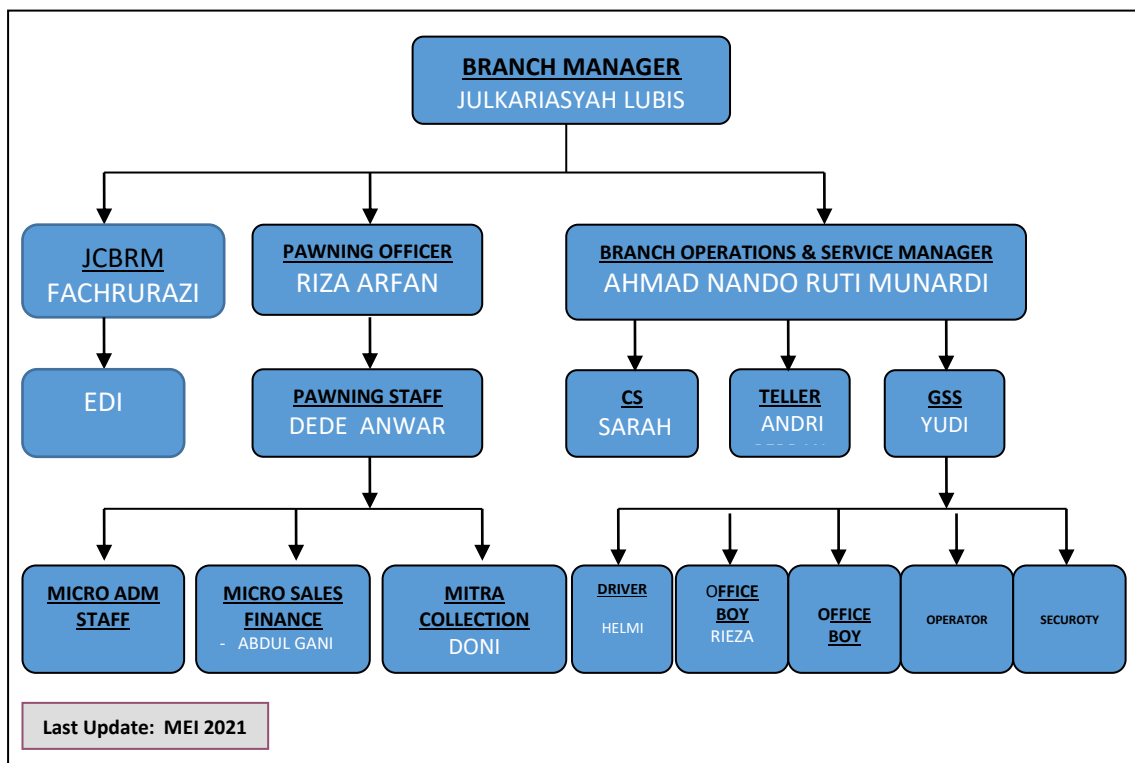 BRANCH MANAGER
JULKARIASYAH LUBIS
JCBRM
FACHRURAZI
PAWNING OFFICER
RIZA ARFAN
BRANCH OPERATIONS & SERVICE MANAGER
AHMAD NANDO RUTI MUNARDI
EDI
PAWNING STAFF
DEDE ANWAR
CS
SARAH
TELLER
ANDRI
GSS
YUDI
MICRO ADM
STAFF
MICRO SALES
FINANCE
- ABDUL GANI
MITRA
COLLECTION
DONI
DRIVER
HELMI
OFFICE
BOY
RIEZA
OFFICE
BOY
OPERATOR
SECUROTY
Last Update: MEI 2021